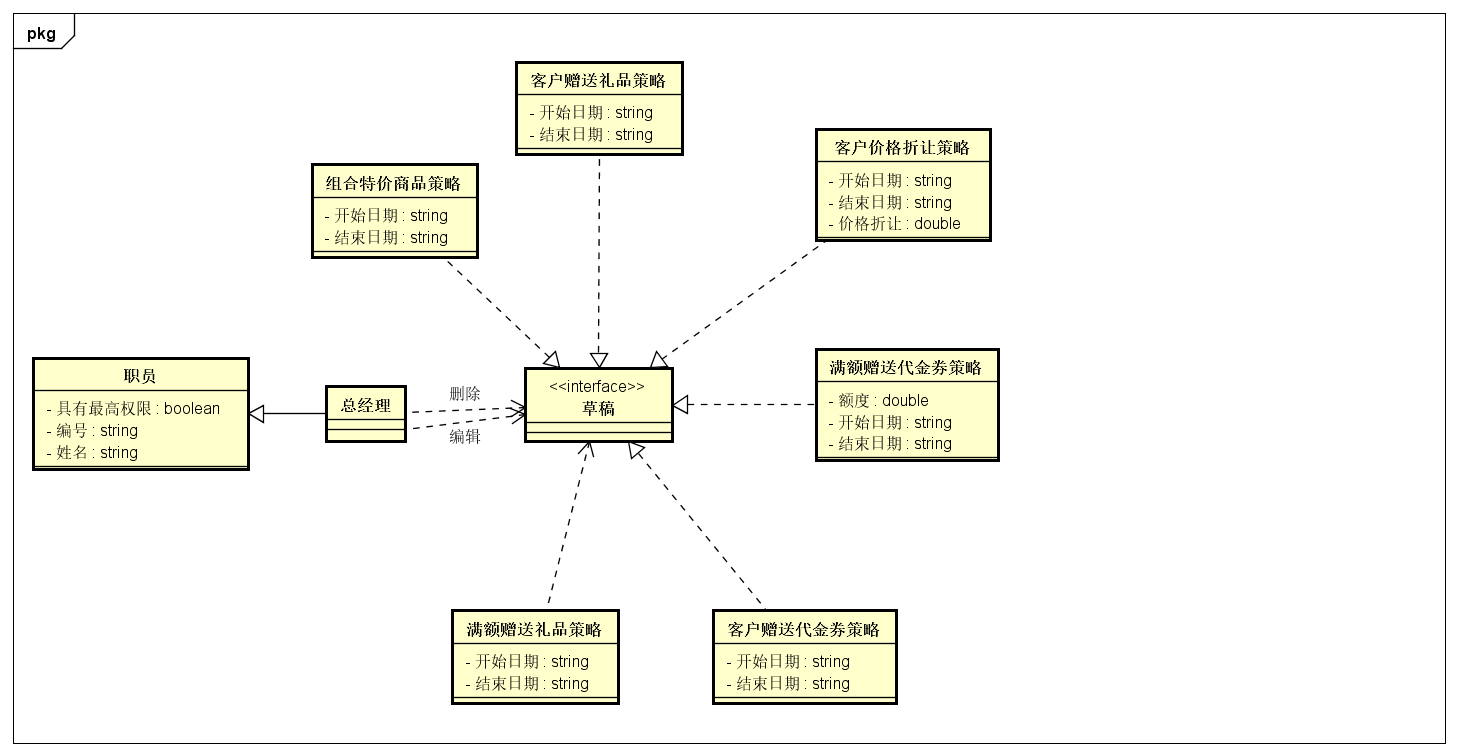 pkg
客户赠送礼品策略
- 开始日期 : string
- 结束日期 : string
客户价格折让策略
- 开始日期 : string
- 结束日期 : string
- 价格折让 : double
组合特价商品策略
- 开始日期 : string
- 结束日期 : string
职员
- 具有最高权限 : boolean
- 编号 : string
- 姓名 : string
总经理
删除
编辑
<<interface>>
草稿
满额赠送代金券策略
- 额度 : double
- 开始日期 : string
- 结束日期 : string
满额赠送礼品策略
- 开始日期 : string
- 结束日期 : string
客户赠送代金券策略
- 开始日期 : string
- 结束日期 : string